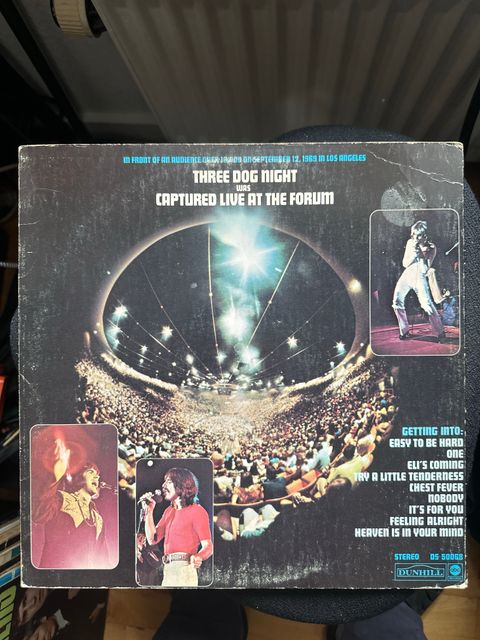 IN FRONT OF AN AUDIENCE OVER 18,000 ON SEPTEMBER 12, 1969 IN LOS ANGELES
THREE DOG NIGHT
WAS
CAPTURED LIVE AT THE FORUM
GETTING INTO:
EASY TO BE HARD
ONE
ELI'S COMING
TRY A LITTLE TENDERNESS
CHEST FEVER
NOBODY
IT'S FOR YOU
FEELING ALRIGHT
HEAVEN IS IN YOUR MIND
STEREO DS 50068
DUNHILL
abc